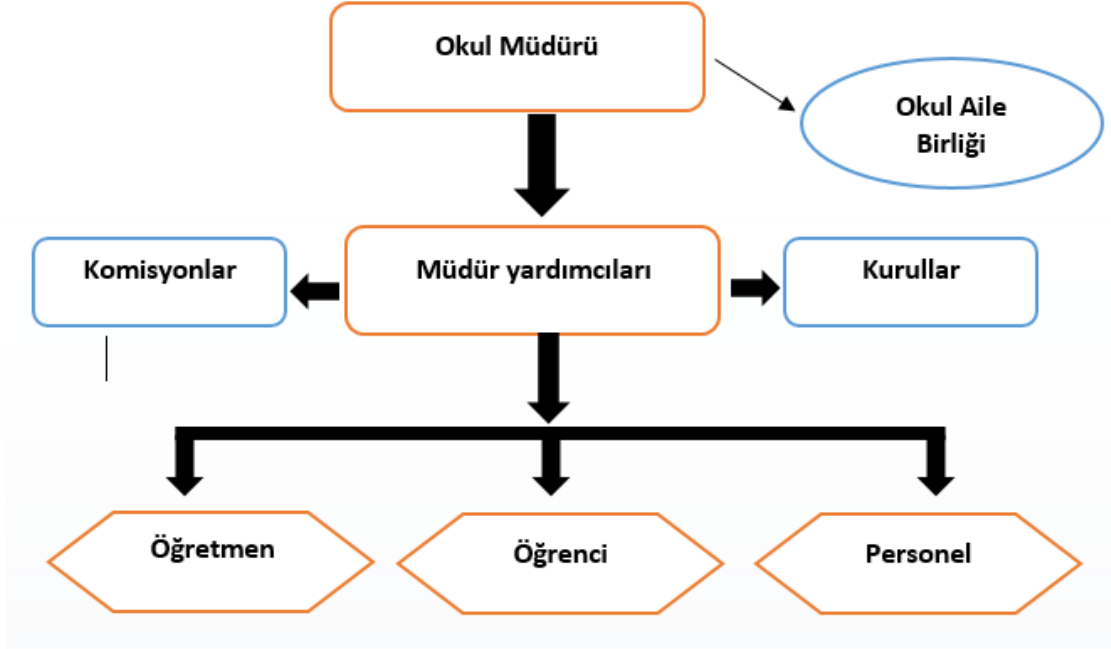 Okul Müdürü
Okul Aile
Birliği
Komisyonlar
Müdür yardımcıları
Kurullar
Öğretmen
Öğrenci
Personel